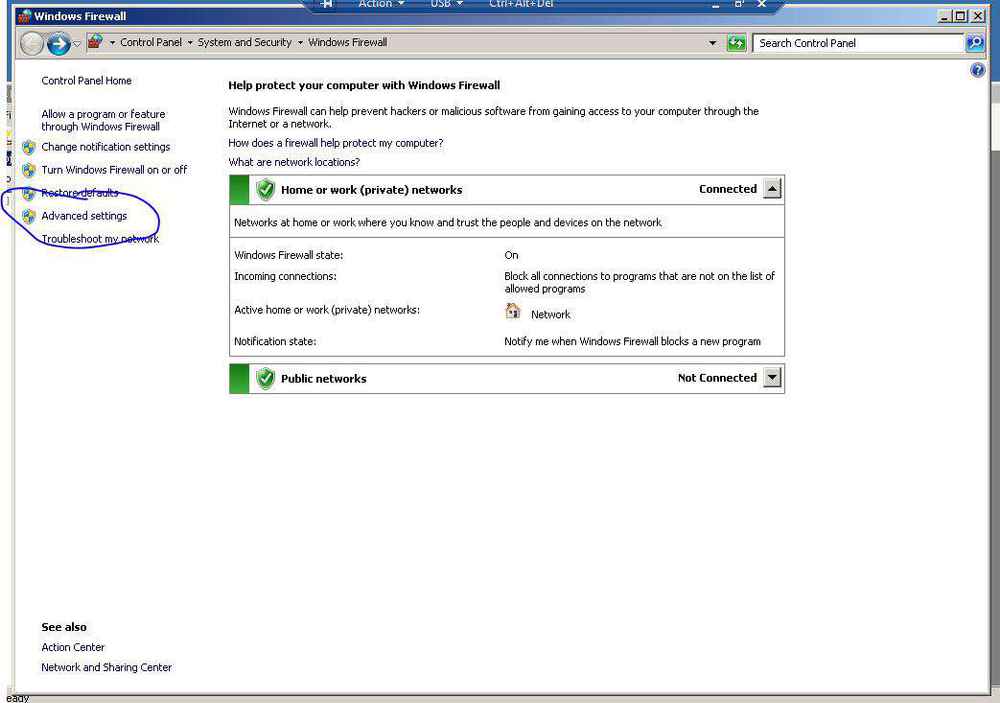 Action USB Ctrl+Alt+Del
Windows Firewall
Control Panel System and Security Windows Firewall Search Control Panel
Control Panel Home
Allow a program or feature
through Windows Firewall
Change notification settings
Turn Windows Firewall on or off
Restore defaults
Advanced settings
Troubleshoot my network
Help protect your computer with Windows Firewall
Windows Firewall can help prevent hackers or malicious software from gaining access to your computer through the
Internet or a network.
How does a firewall help protect my computer?
What are network locations?
Home or work (private) networks Connected
Networks at home or work where you know and trust the people and devices on the network
Windows Firewall state: On
Incoming connections: Block all connections to programs that are not on the list of
allowed programs
Active home or work (private) networks: Network
Notification state: Notify me when Windows Firewall blocks a new program
Public networks Not Connected
See also
Action Center
Network and Sharing Center
eady